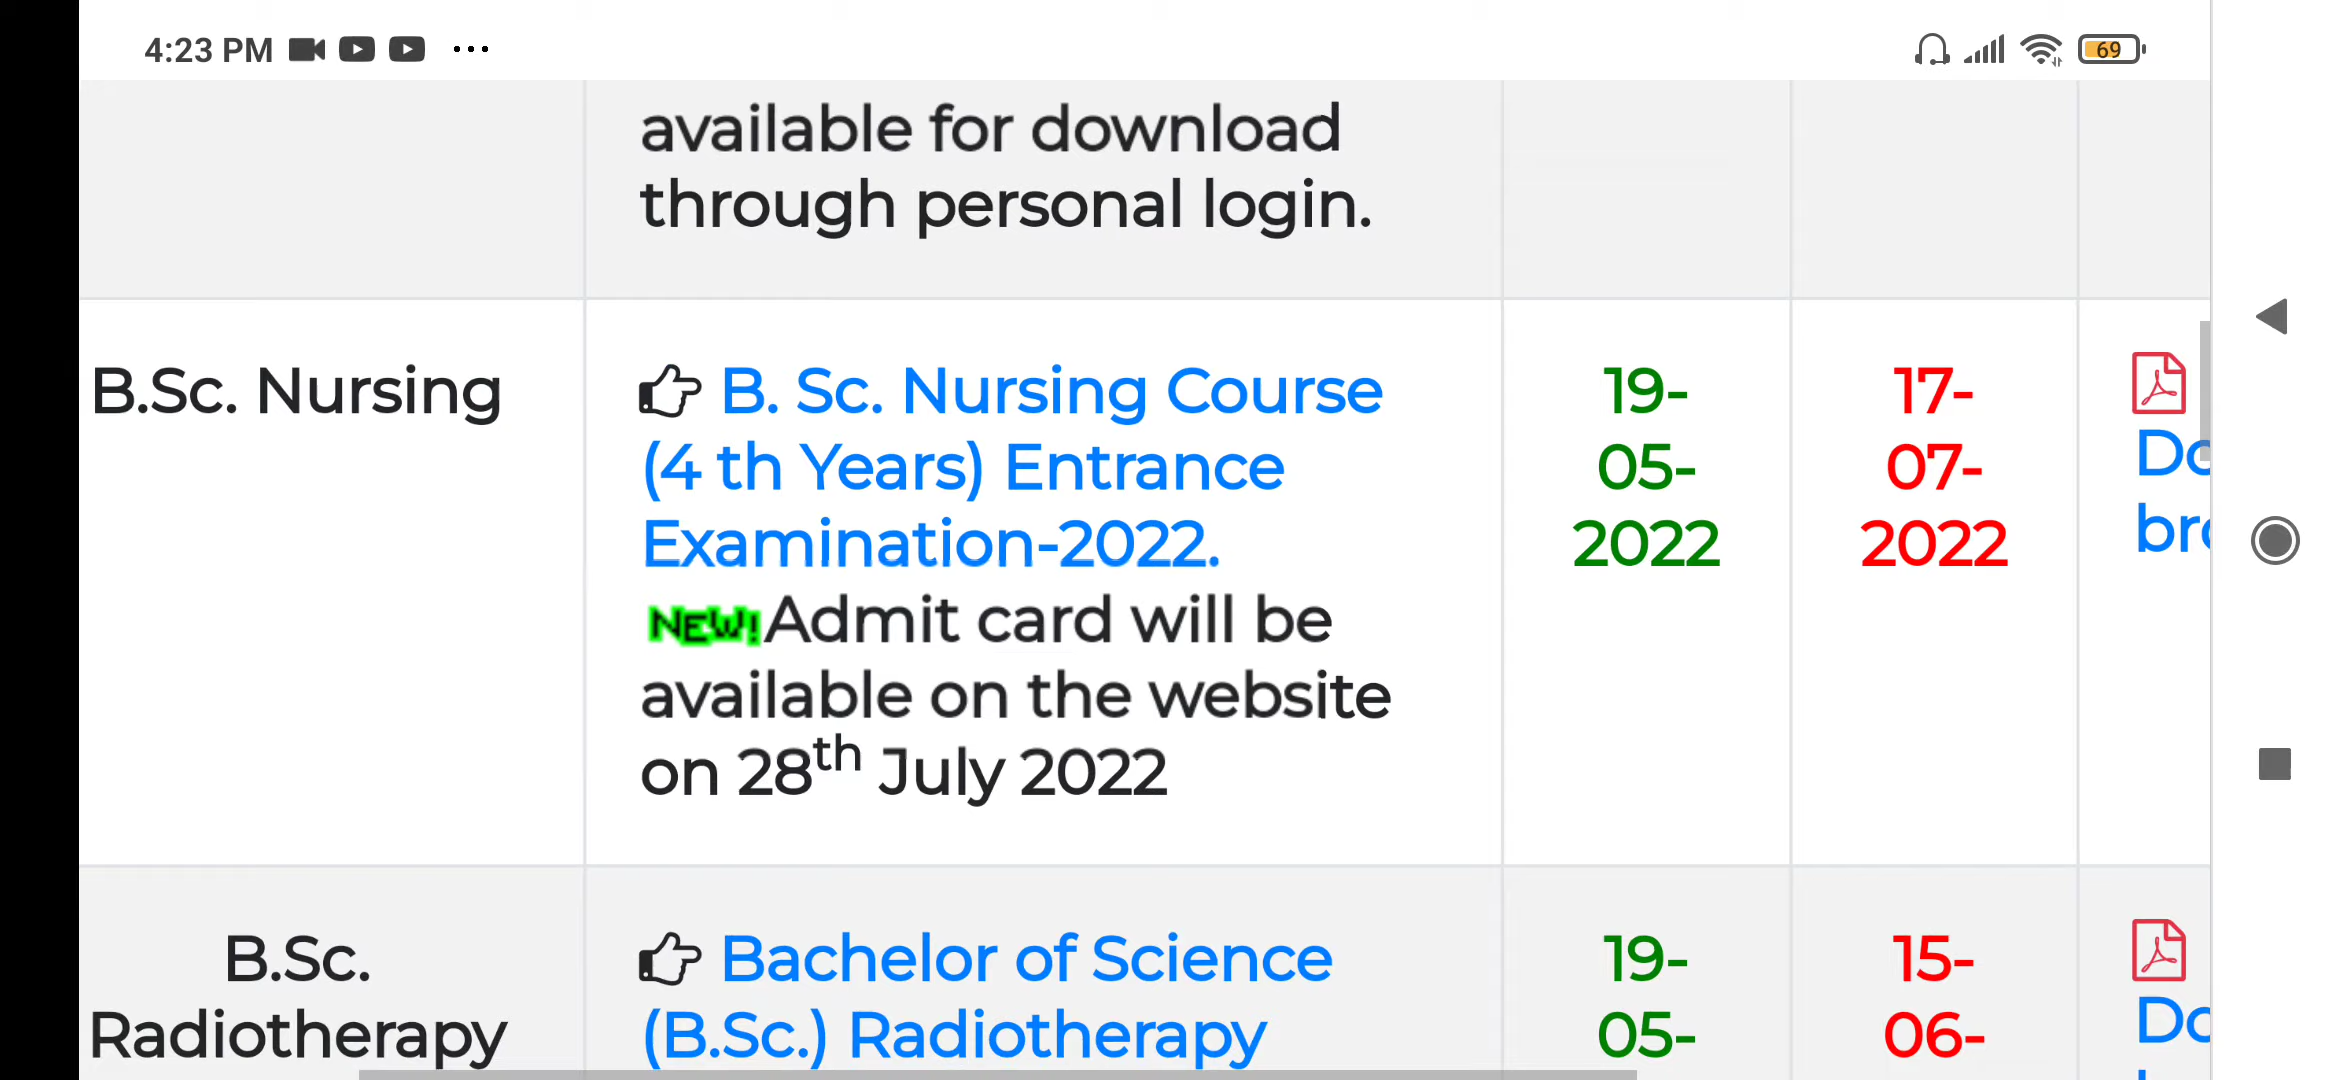 4:23 PM
69
available for download
through personal login.
B.Sc. Nursing
B. Sc. Nursing Course
(4 th Years) Entrance
Examination-2022.
NEW! Admit card will be
available on the website
on 28th July 2022
19-
05-
2022
17-
07-
2022
B.Sc.
Radiotherapy
Bachelor of Science
(B.Sc.) Radiotherapy
19-
05-
15-
06-